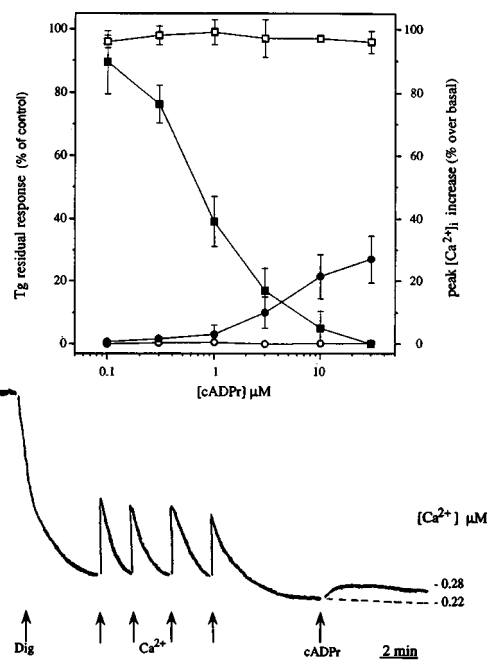 Tg residual response (% of control)
100
80
60
40
20
0
100
80
60
40
20
0
peak [Ca2+]i increase (% over basal)
0.1
1
10
[cADPr] μM
[Ca2+] μM
- 0.28
- 0.22
Dig
Ca2+
cADPr
2 min